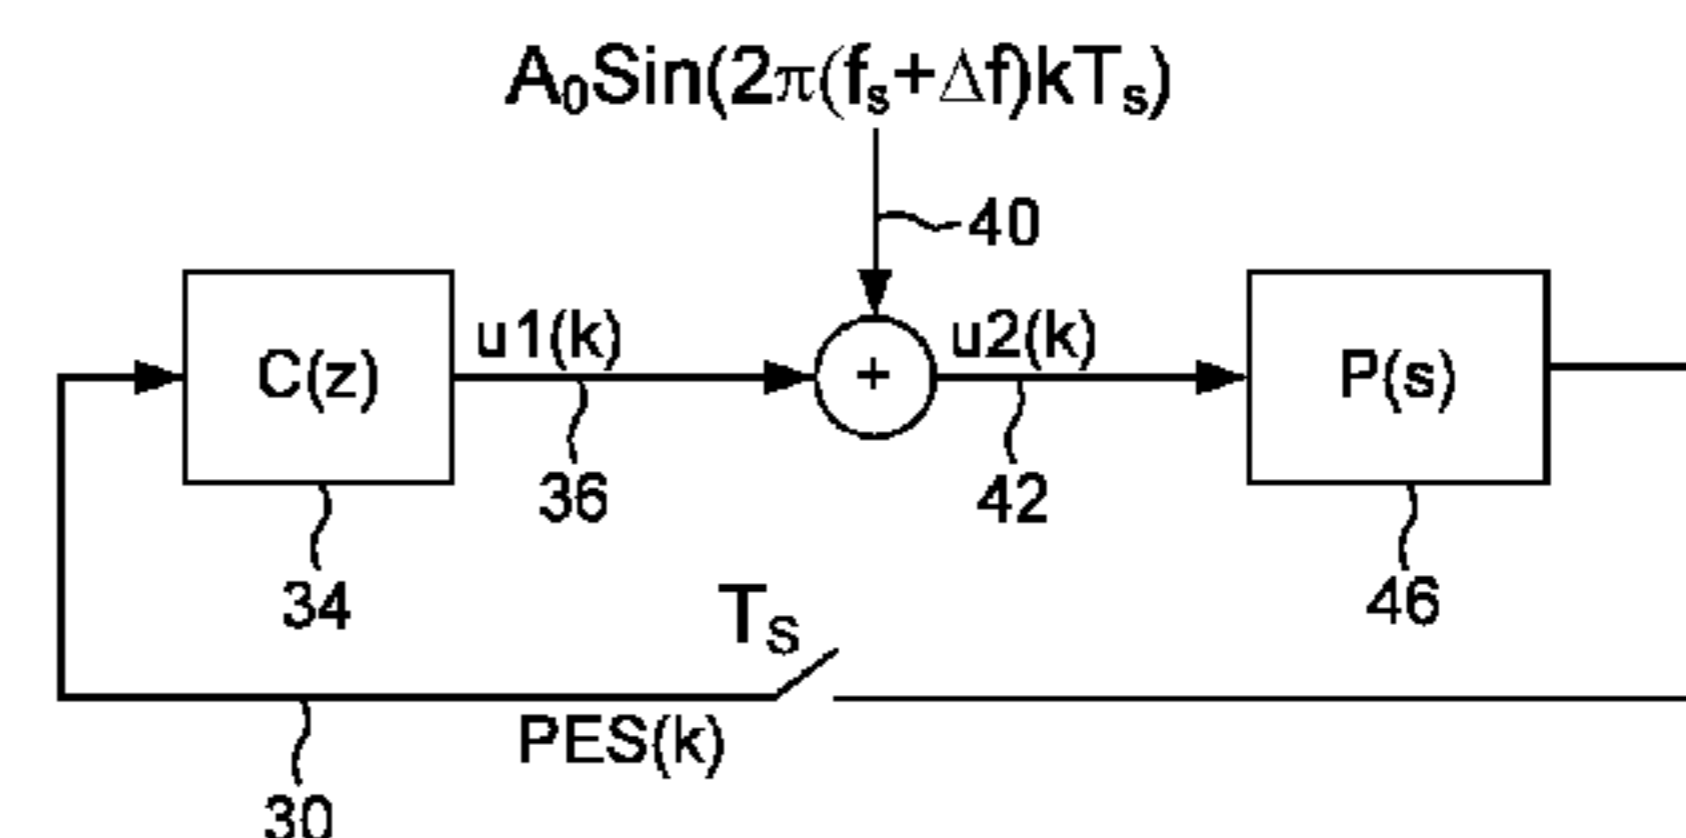 A₀Sin(2π(fₛ+Δf)kTₛ)
40
C(z)
u1(k)
+
u2(k)
P(s)
36
42
34
46
Tₛ
PES(k)
30